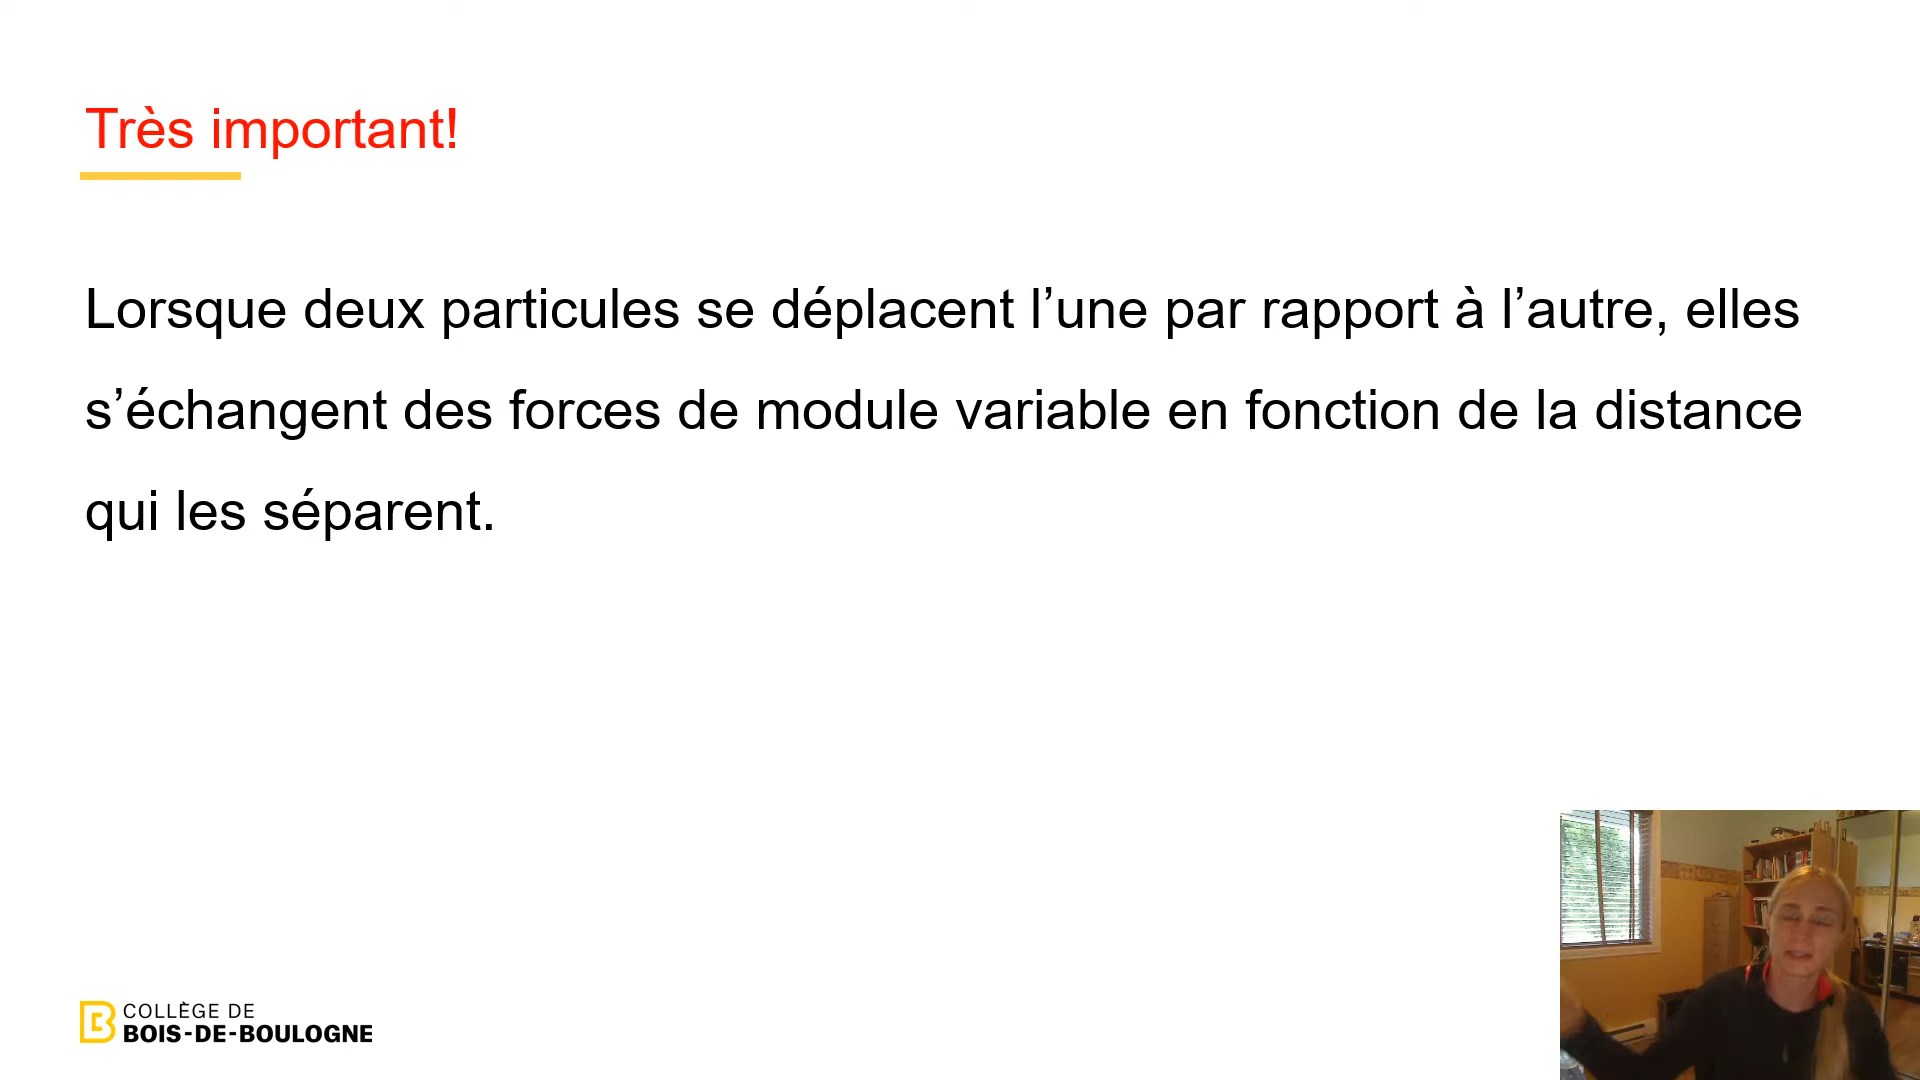 Très important!
Lorsque deux particules se déplacent l’une par rapport à l’autre, elles
s’échangent des forces de module variable en fonction de la distance
qui les séparent.
COLLÈGE DE
BOIS-DE-BOULOGNE